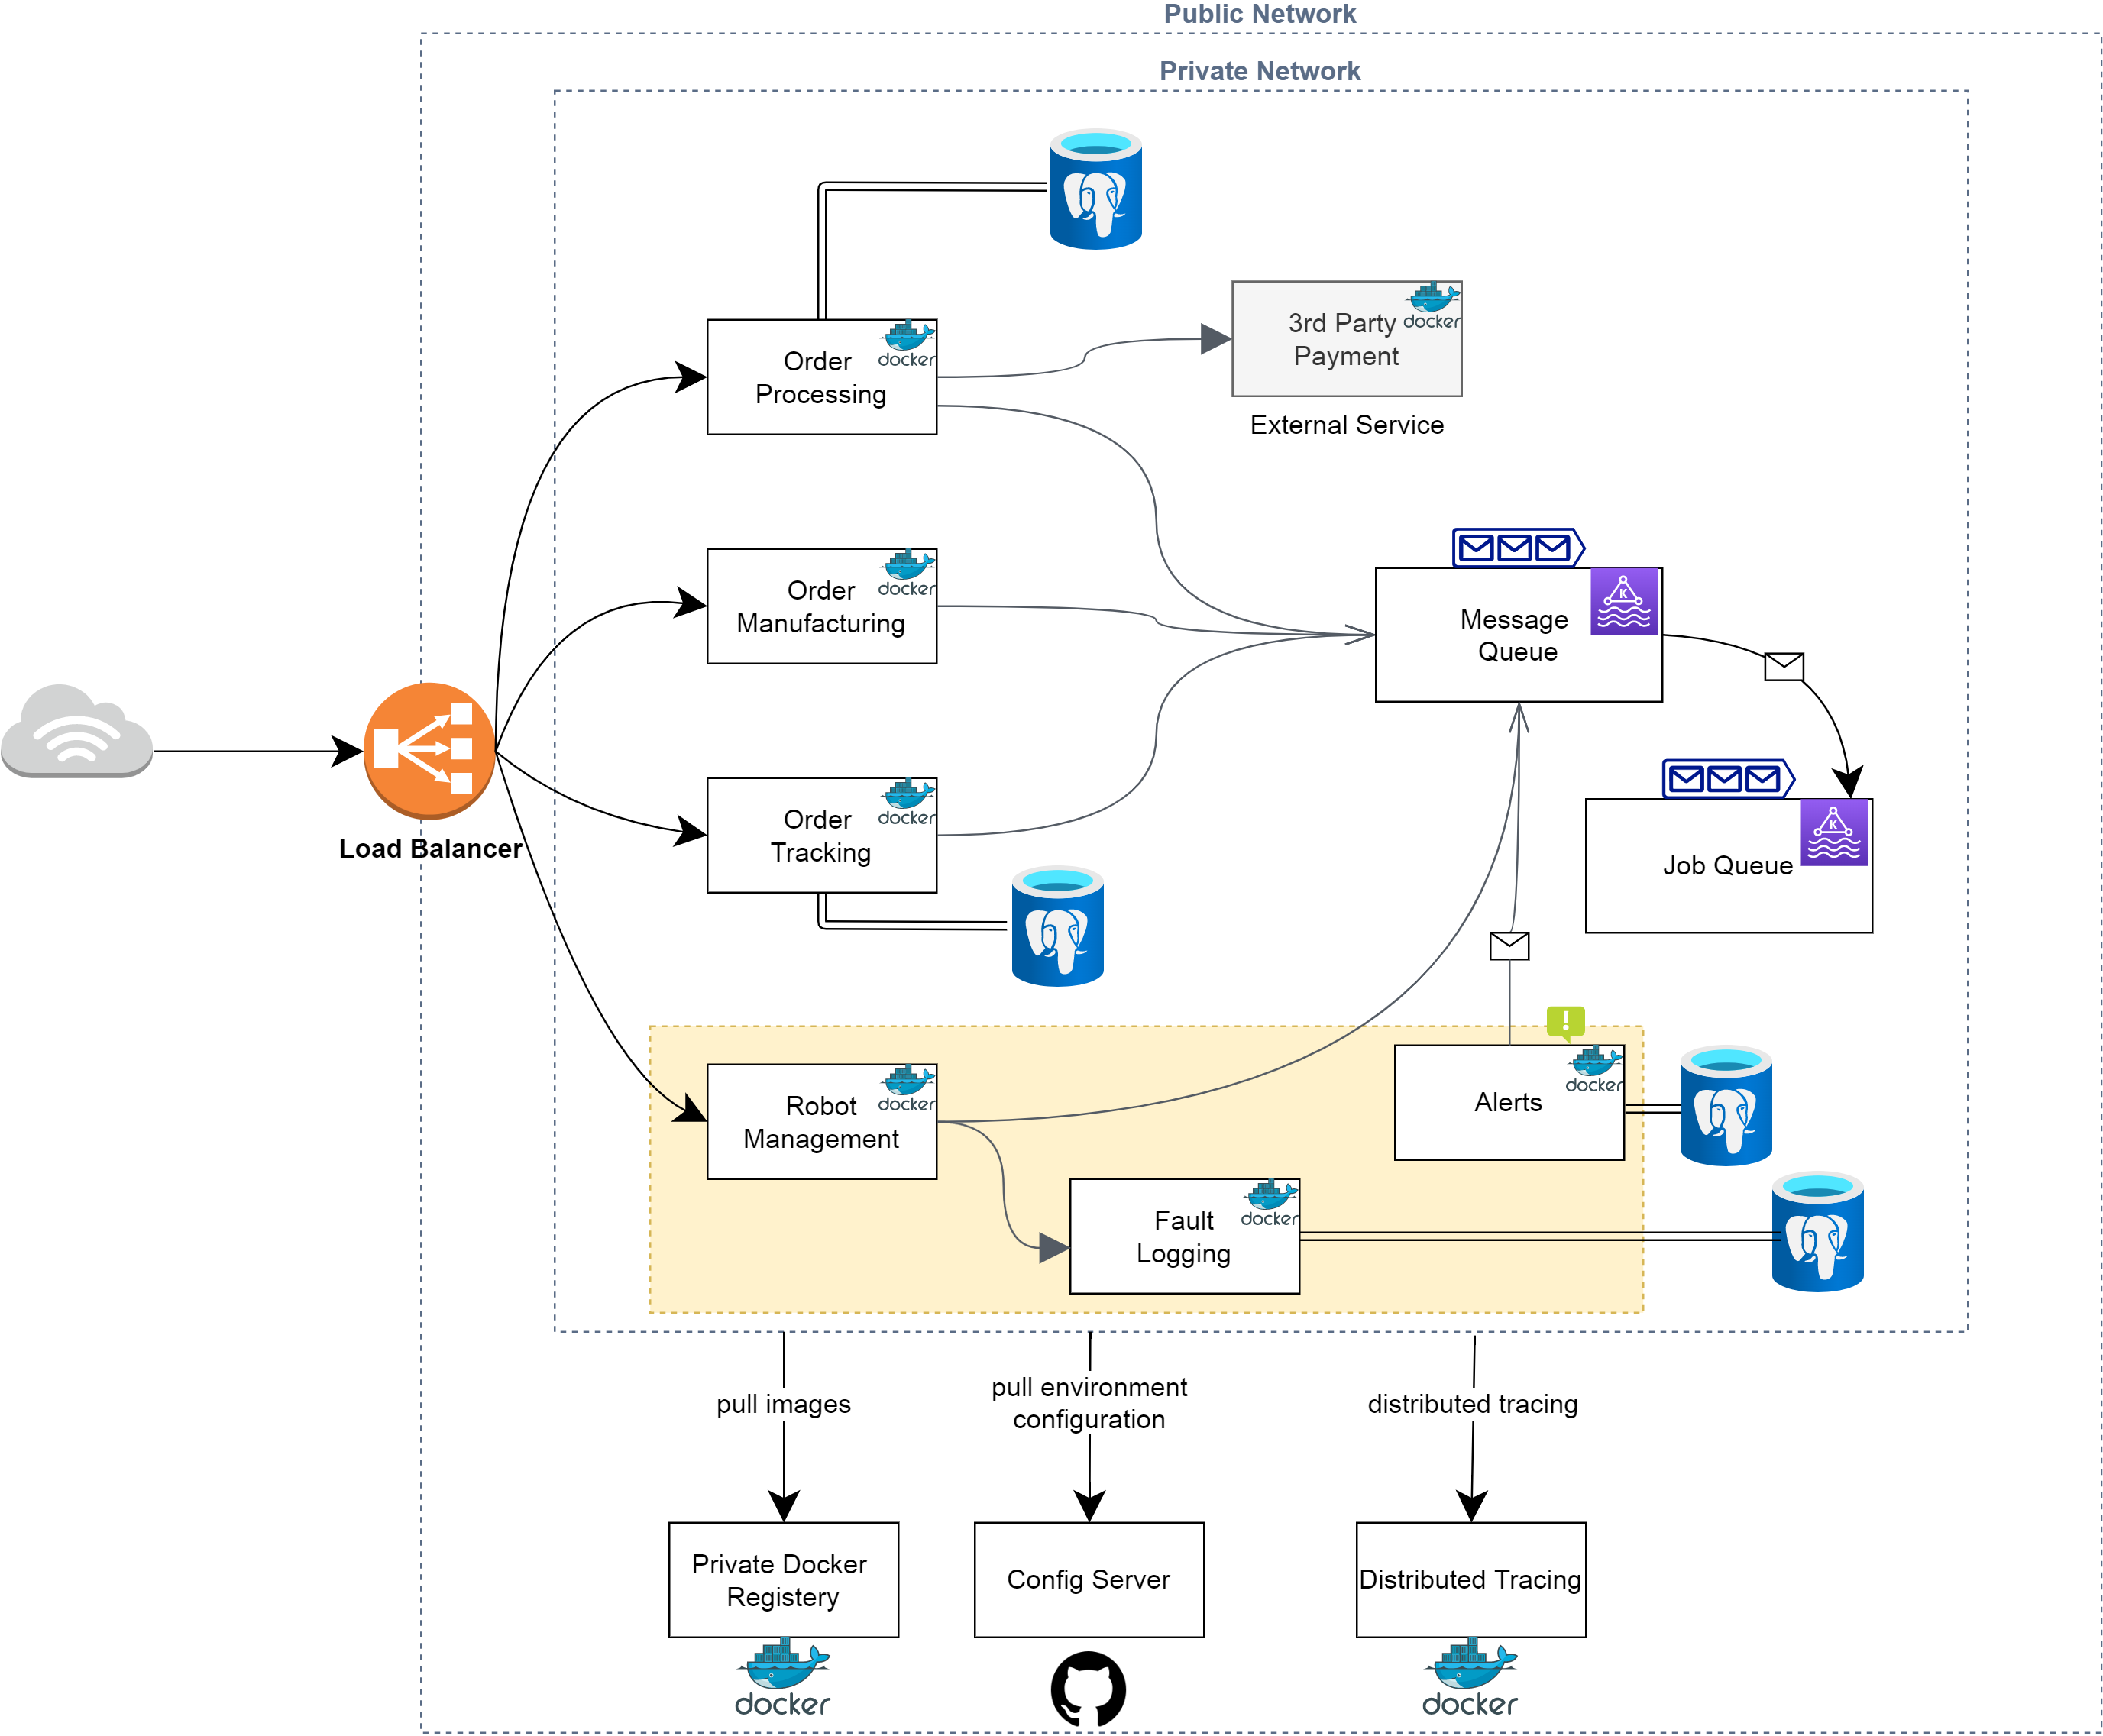 Public Network
Private Network
3rd Party
Payment
docker
External Service
Order
Processing
docker
Order
Manufacturing
docker
Message
Queue
K
Load Balancer
Order
Tracking
docker
Job Queue
K
Robot
Management
docker
Alerts
docker
!
Fault
Logging
docker
pull images
pull environment
configuration
distributed tracing
Private Docker
Registery
docker
Config Server
Distributed Tracing
docker